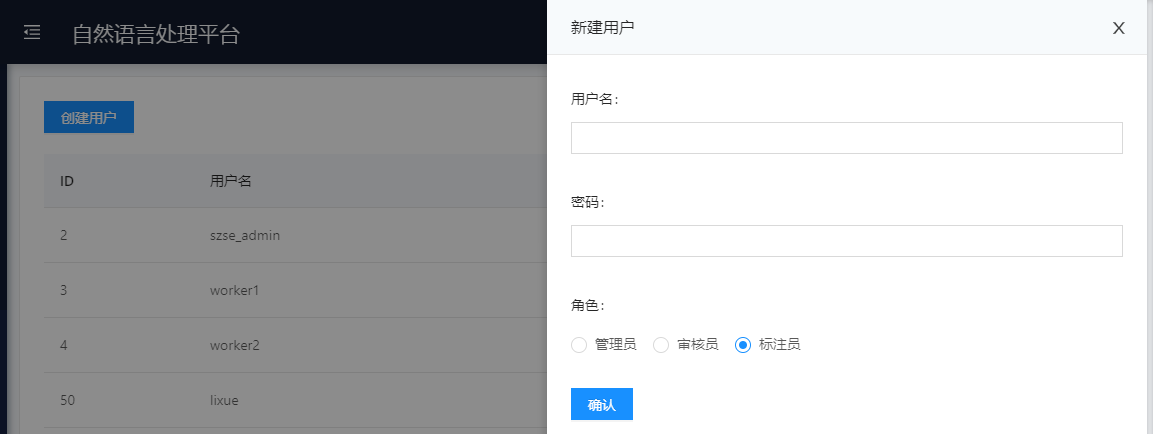 自然语言处理平台
创建用户
ID 用户名
2 szse_admin
3 worker1
4 worker2
50 lixue
新建用户 X
用户名:
密码:
角色:
管理员 审核员 标注员
确认